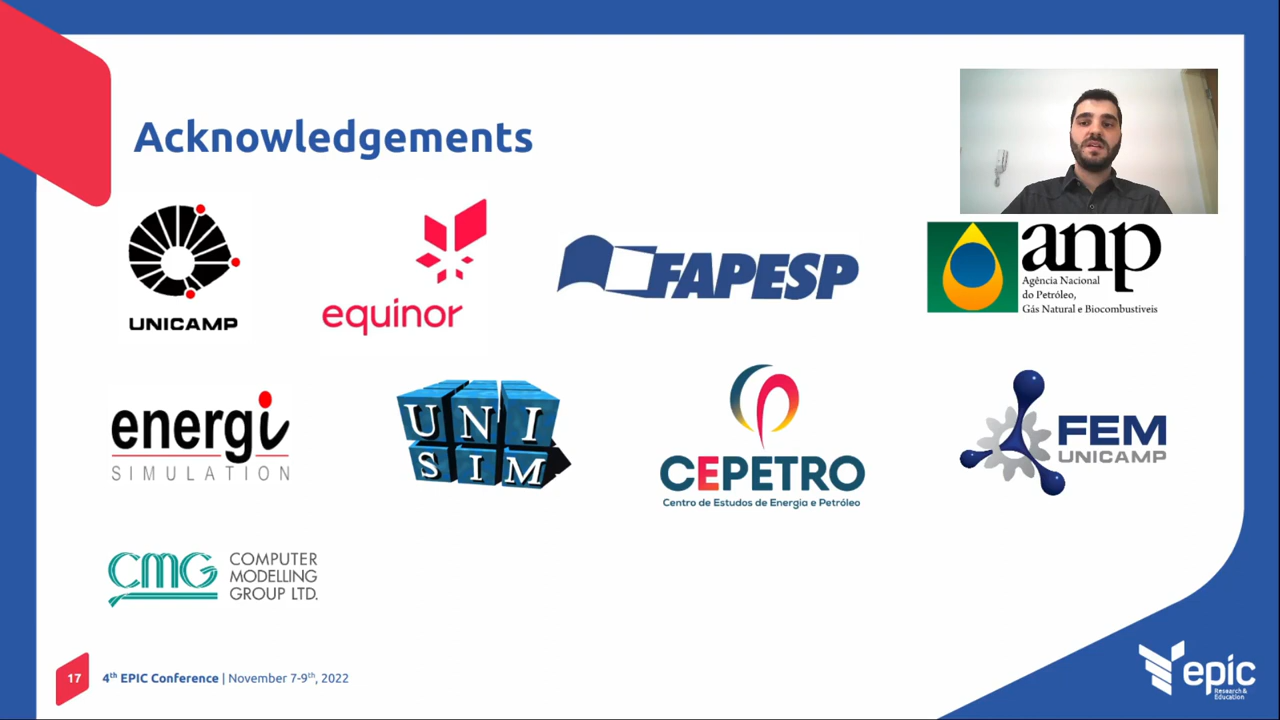 Acknowledgements
UNICAMP
equinor
FAPESP
anp
Agência Nacional
do Petróleo,
Gás Natural e Biocombustiveis
energi
SIMULATION
UNI
SIM
CEPETRO
Centro de Estudos de Energia e Petróleo
FEM
UNICAMP
CMG
COMPUTER
MODELLING
GROUP LTD.
17
4th EPIC Conference | November 7-9th, 2022
epic
Research &
Education